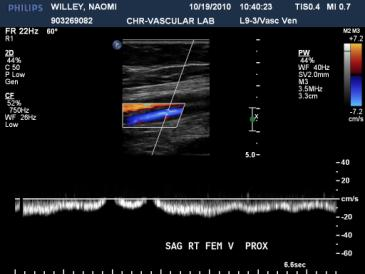 PHILIPS WILLEY, NAOMI 10/19/2010 10:40:23 TIS0.4 MI 0.7
903269082 CHR-VASCULAR LAB L9-3/Vasc Ven
FR 22Hz 60°
R1
M2 M3
+7.2
-7.2
cm/s
2D
44%
C 50
P Low
Gen
CF
52%
750Hz
WF 26Hz
Low
P
PW
44%
WF 40Hz
SV2.0mm
M3
3.5MHz
3.3cm
x
5.0
40
20
cm/s
-20
-40
-60
SAG RT FEM V PROX
6.6sec